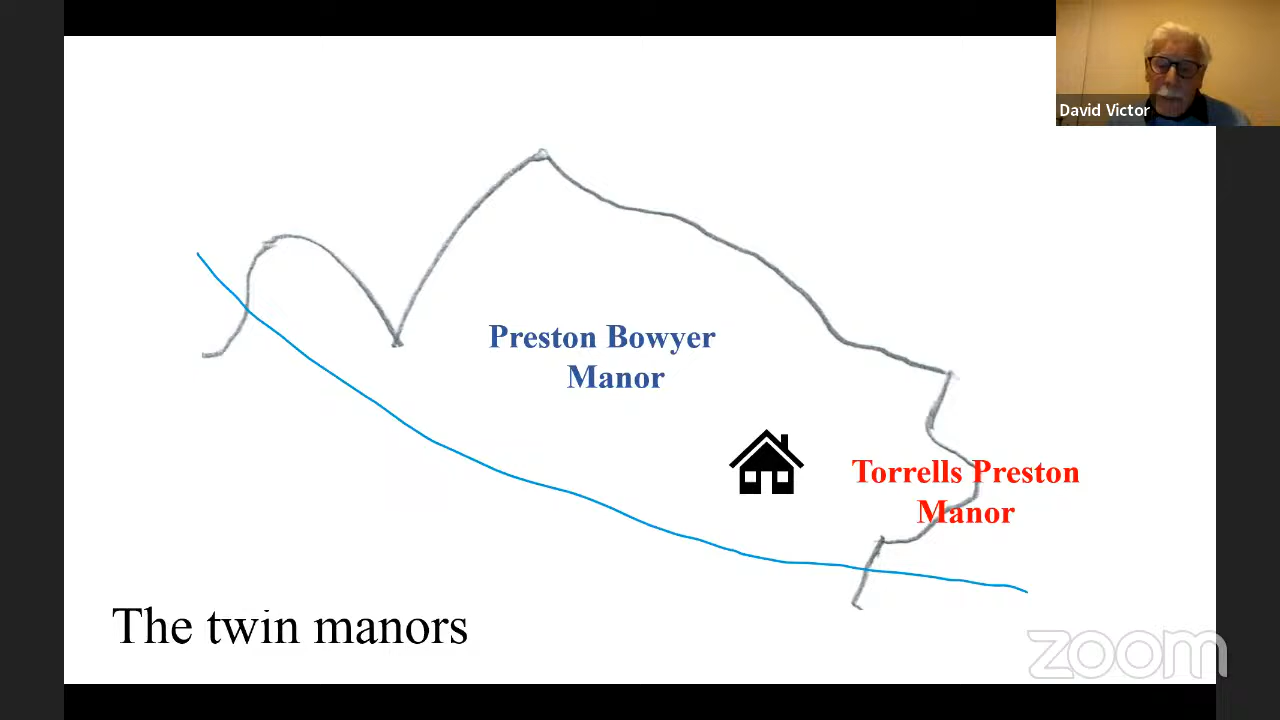 David Victor
Preston Bowyer
Manor
Torrells Preston
Manor
The twin manors
zoom